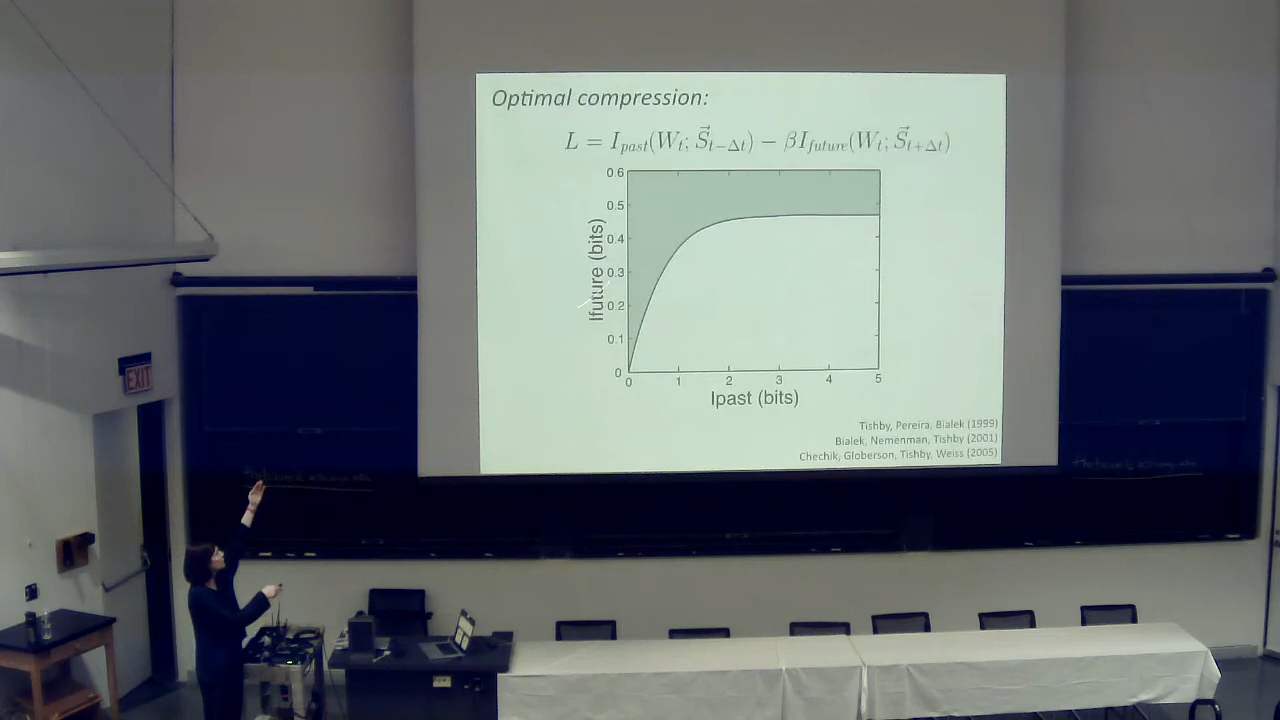 Optimal compression:
L = I_past(W_t; S⃗_{t−Δt}) − βI_future(W_t; S⃗_{t+Δt})
0.6
0.5
0.4
0.3
0.2
0.1
0
Ifuture (bits)
0 1 2 3 4 5
Ipast (bits)
Tishby, Pereira, Bialek (1999)
Bialek, Nemenman, Tishby (2001)
Chechik, Globerson, Tishby, Weiss (2005)
EXIT